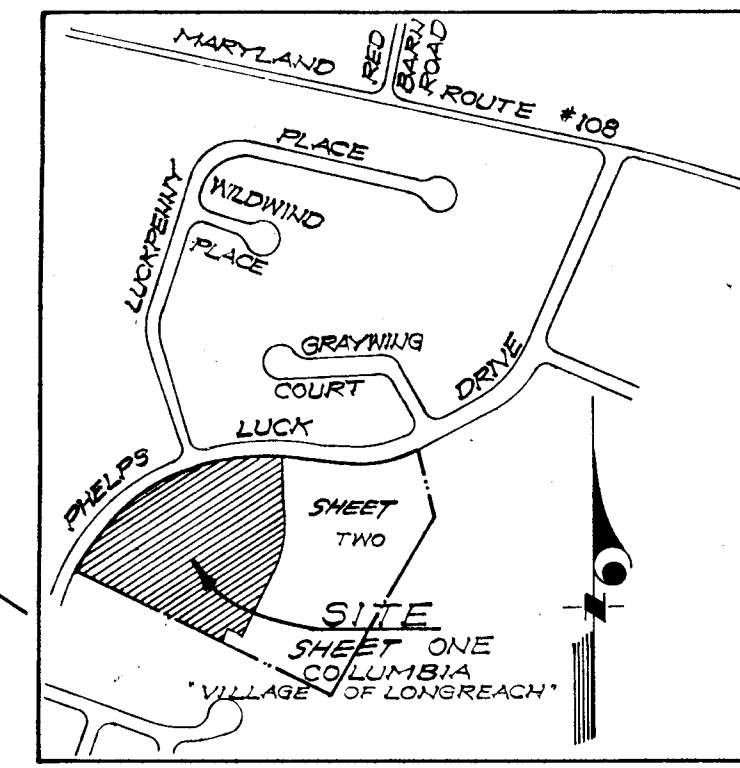 MARYLAND
RED
BARN
ROAD
ROUTE #108
PLACE
LUCKPENNY
WILDWIND
PLACE
GRAYWING
COURT
DRIVE
LUCK
PHELPS
SHEET
TWO
SITE
SHEET ONE
COLUMBIA
"VILLAGE OF LONGREACH"